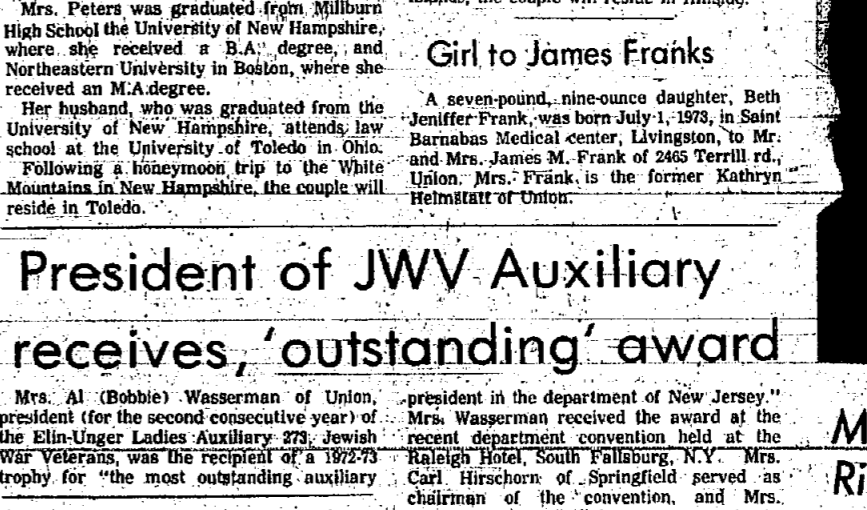 Mrs. Peters was graduated from Millburn
High School the University of New Hampshire,
where she received a B.A. degree, and
Northeastern University in Boston, where she
received an M.A degree.
Her husband, who was graduated from the
University of New Hampshire, attends law
school at the University of Toledo in Ohio.
Following a honeymoon trip to the White
Mountains in New Hampshire, the couple will
reside in Toledo.
the couple will reside in
Girl to James Franks
A seven-pound, nine-ounce daughter, Beth
Jeniffer Frank, was born July 1, 1973, in Saint
Barnabas Medical center, Livingston, to Mr.
and Mrs. James M. Frank of 2465 Terrill rd.,
Union. Mrs. Frank is the former Kathryn
Helmstatt of Union.
President of JWV Auxiliary
receives, 'outstanding' award
Mrs. Al (Bobbie) Wasserman of Union,
president (for the second consecutive year) of
the Elin-Unger Ladies Auxiliary 273, Jewish
War Veterans, was the recipient of a 1972-73
trophy for "the most outstanding auxiliary
president in the department of New Jersey."
Mrs. Wasserman received the award at the
recent department convention held at the
Raleigh Hotel, South Fallsburg, N.Y. Mrs.
Carl Hirschorn of Springfield served as
chairman of the convention, and Mrs.
M
Ri